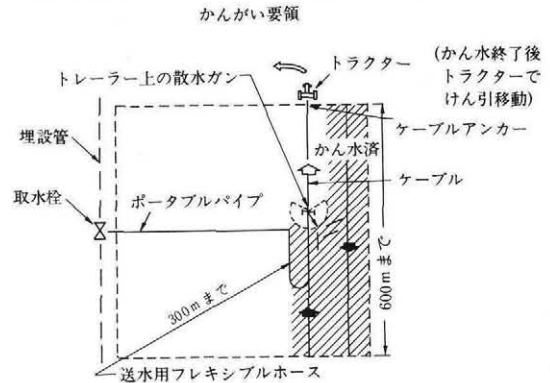 かんがい要領
トラクター
(かん水終了後
トラクターで
けん引移動)
トレーラー上の散水ガン
ケーブルアンカー
埋設管
かん水済
ケーブル
取水栓
ポータブルパイプ
300mまで
600mまで
送水用フレキシブルホース